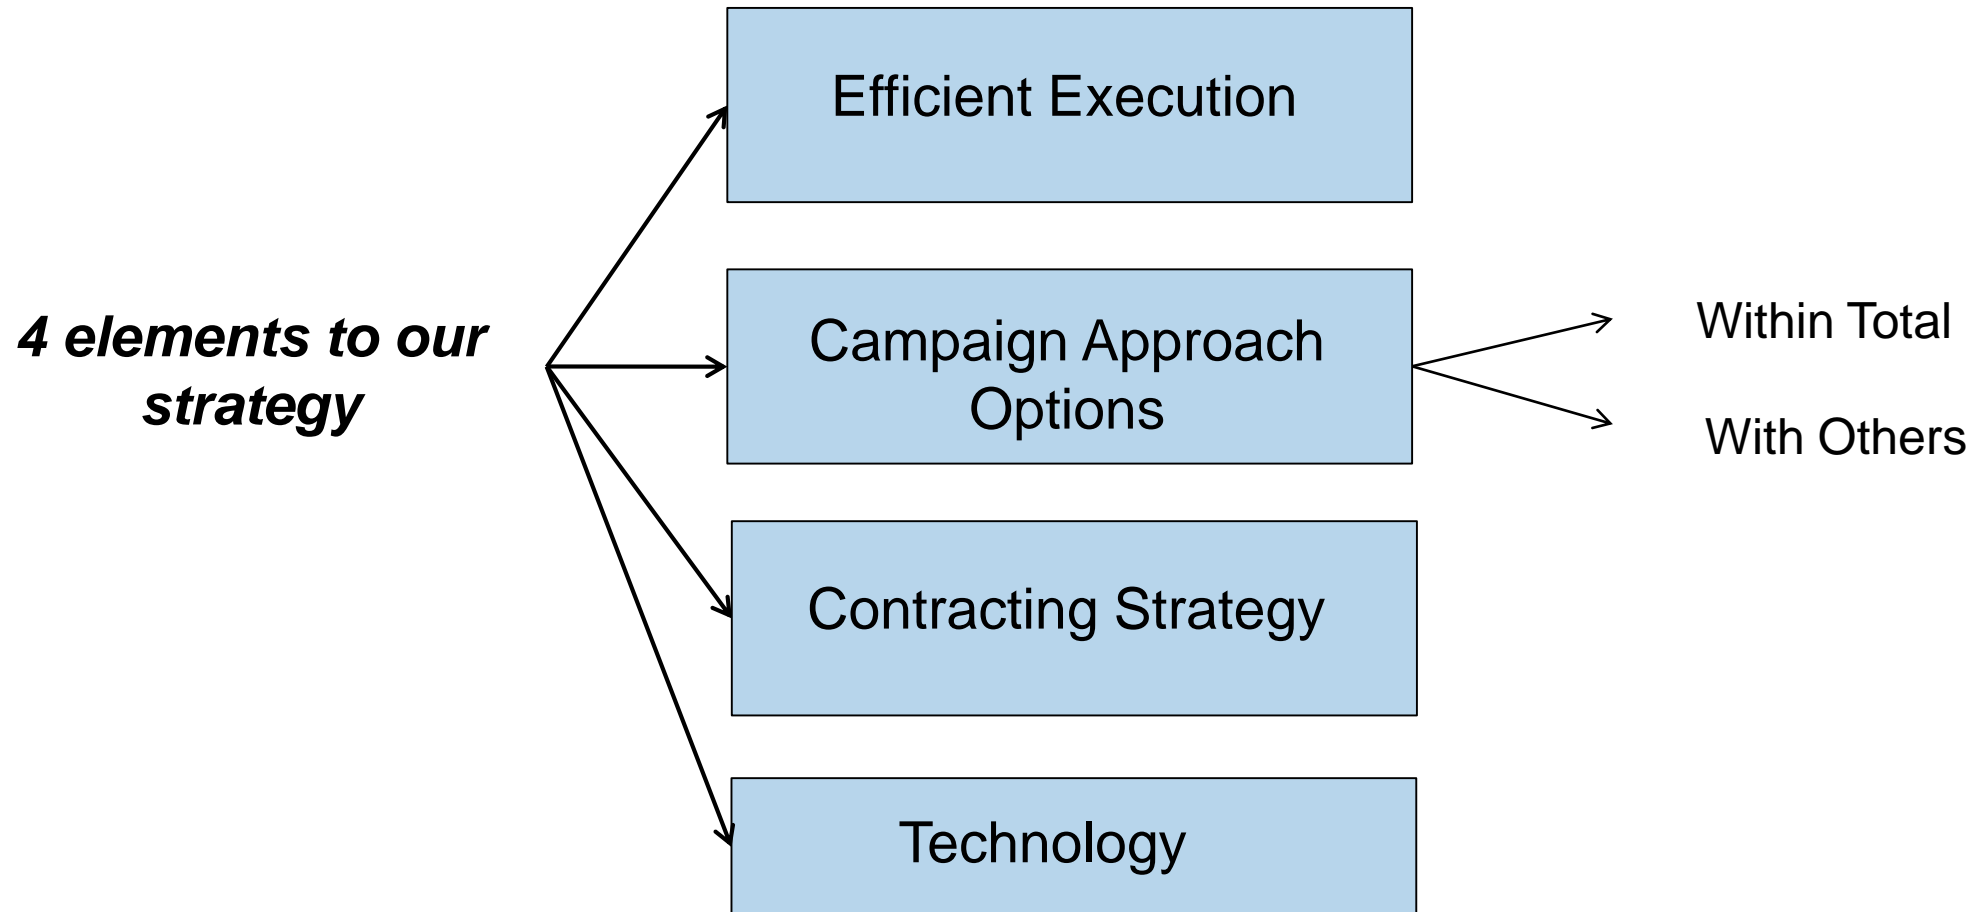 4 elements to our
strategy
Efficient Execution
Campaign Approach
Options
Within Total
With Others
Contracting Strategy
Technology